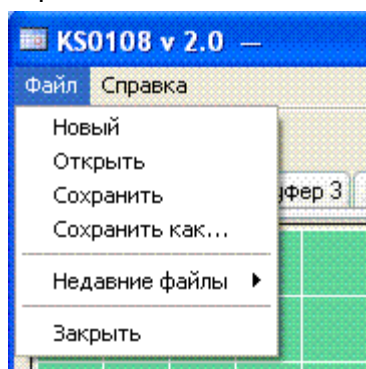 KS0108 v 2.0 —
Файл Справка
Новый
Открыть
Сохранить
уфер 3
Сохранить как...
Недавние файлы
Закрыть